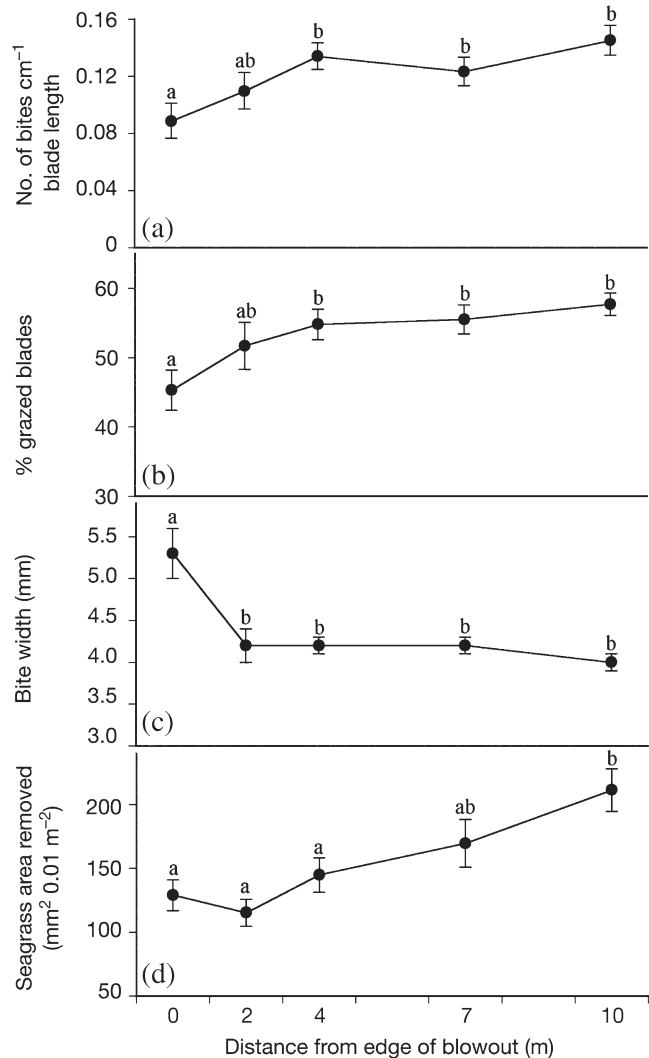 No. of bites cm⁻¹
blade length
0.16
0.12
0.08
0.04
0
a
ab
b
b
b
(a)
% grazed blades
60
50
40
30
a
ab
b
b
b
(b)
Bite width (mm)
5.5
5.0
4.5
4.0
3.5
3.0
a
b
b
b
b
(c)
Seagrass area removed
(mm² 0.01 m⁻²)
200
150
100
50
a
a
a
ab
b
(d)
0 2 4 7 10
Distance from edge of blowout (m)